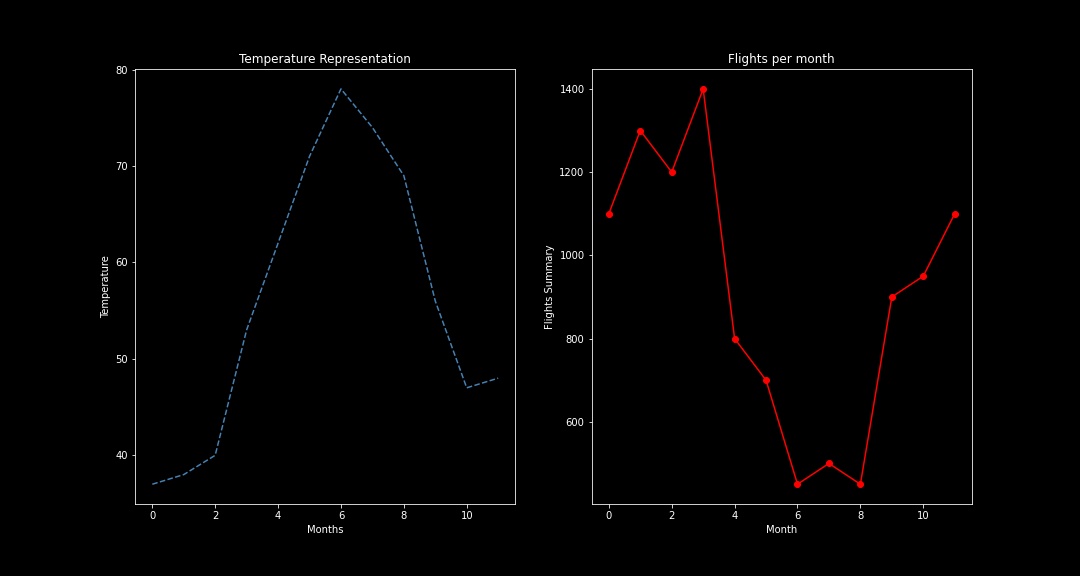 Temperature Representation
80
70
60
50
40
Temperature
0 2 4 6 8 10
Months
Flights per month
1400
1200
1000
800
600
Flights Summary
0 2 4 6 8 10
Month